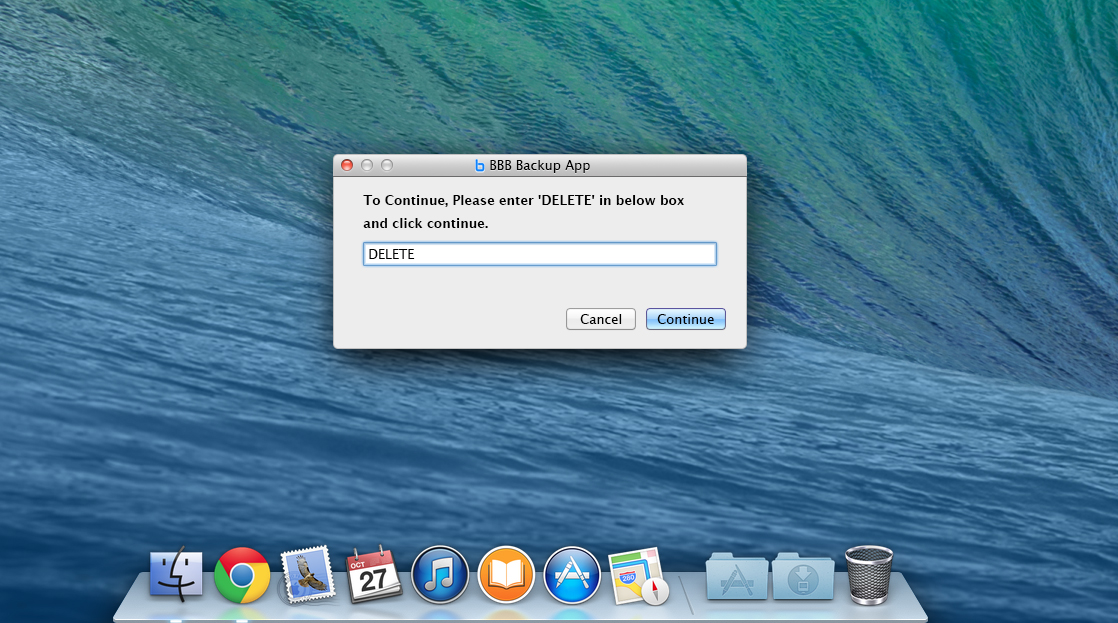 b BBB Backup App
To Continue, Please enter 'DELETE' in below box
and click continue.
DELETE
Cancel
Continue
OCT
27
280